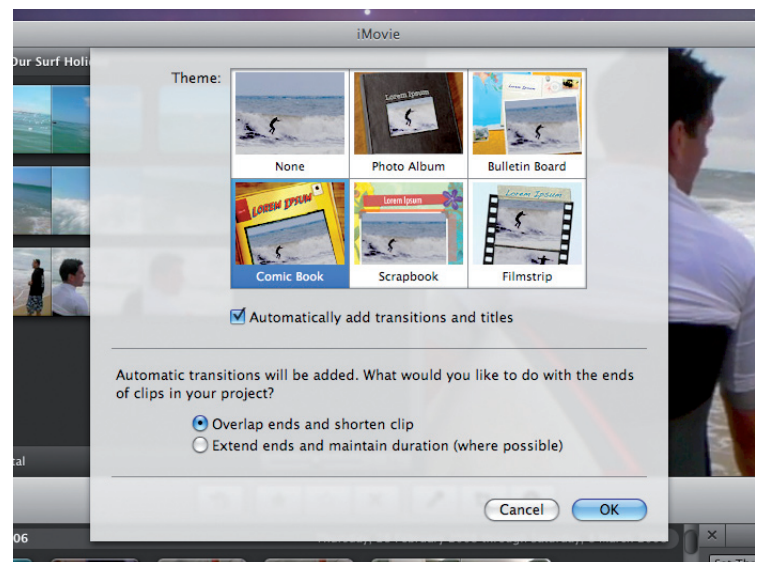 iMovie
Our Surf Holi
Theme:
Lorem Ipsum
Lorem Ipsum
None
Photo Album
Bulletin Board
LOREM IPSUM
Lorem Ipsum
Lorem Ipsum
Comic Book
Scrapbook
Filmstrip
Automatically add transitions and titles
Automatic transitions will be added. What would you like to do with the ends
of clips in your project?
Overlap ends and shorten clip
Extend ends and maintain duration (where possible)
tal
Cancel
OK
06